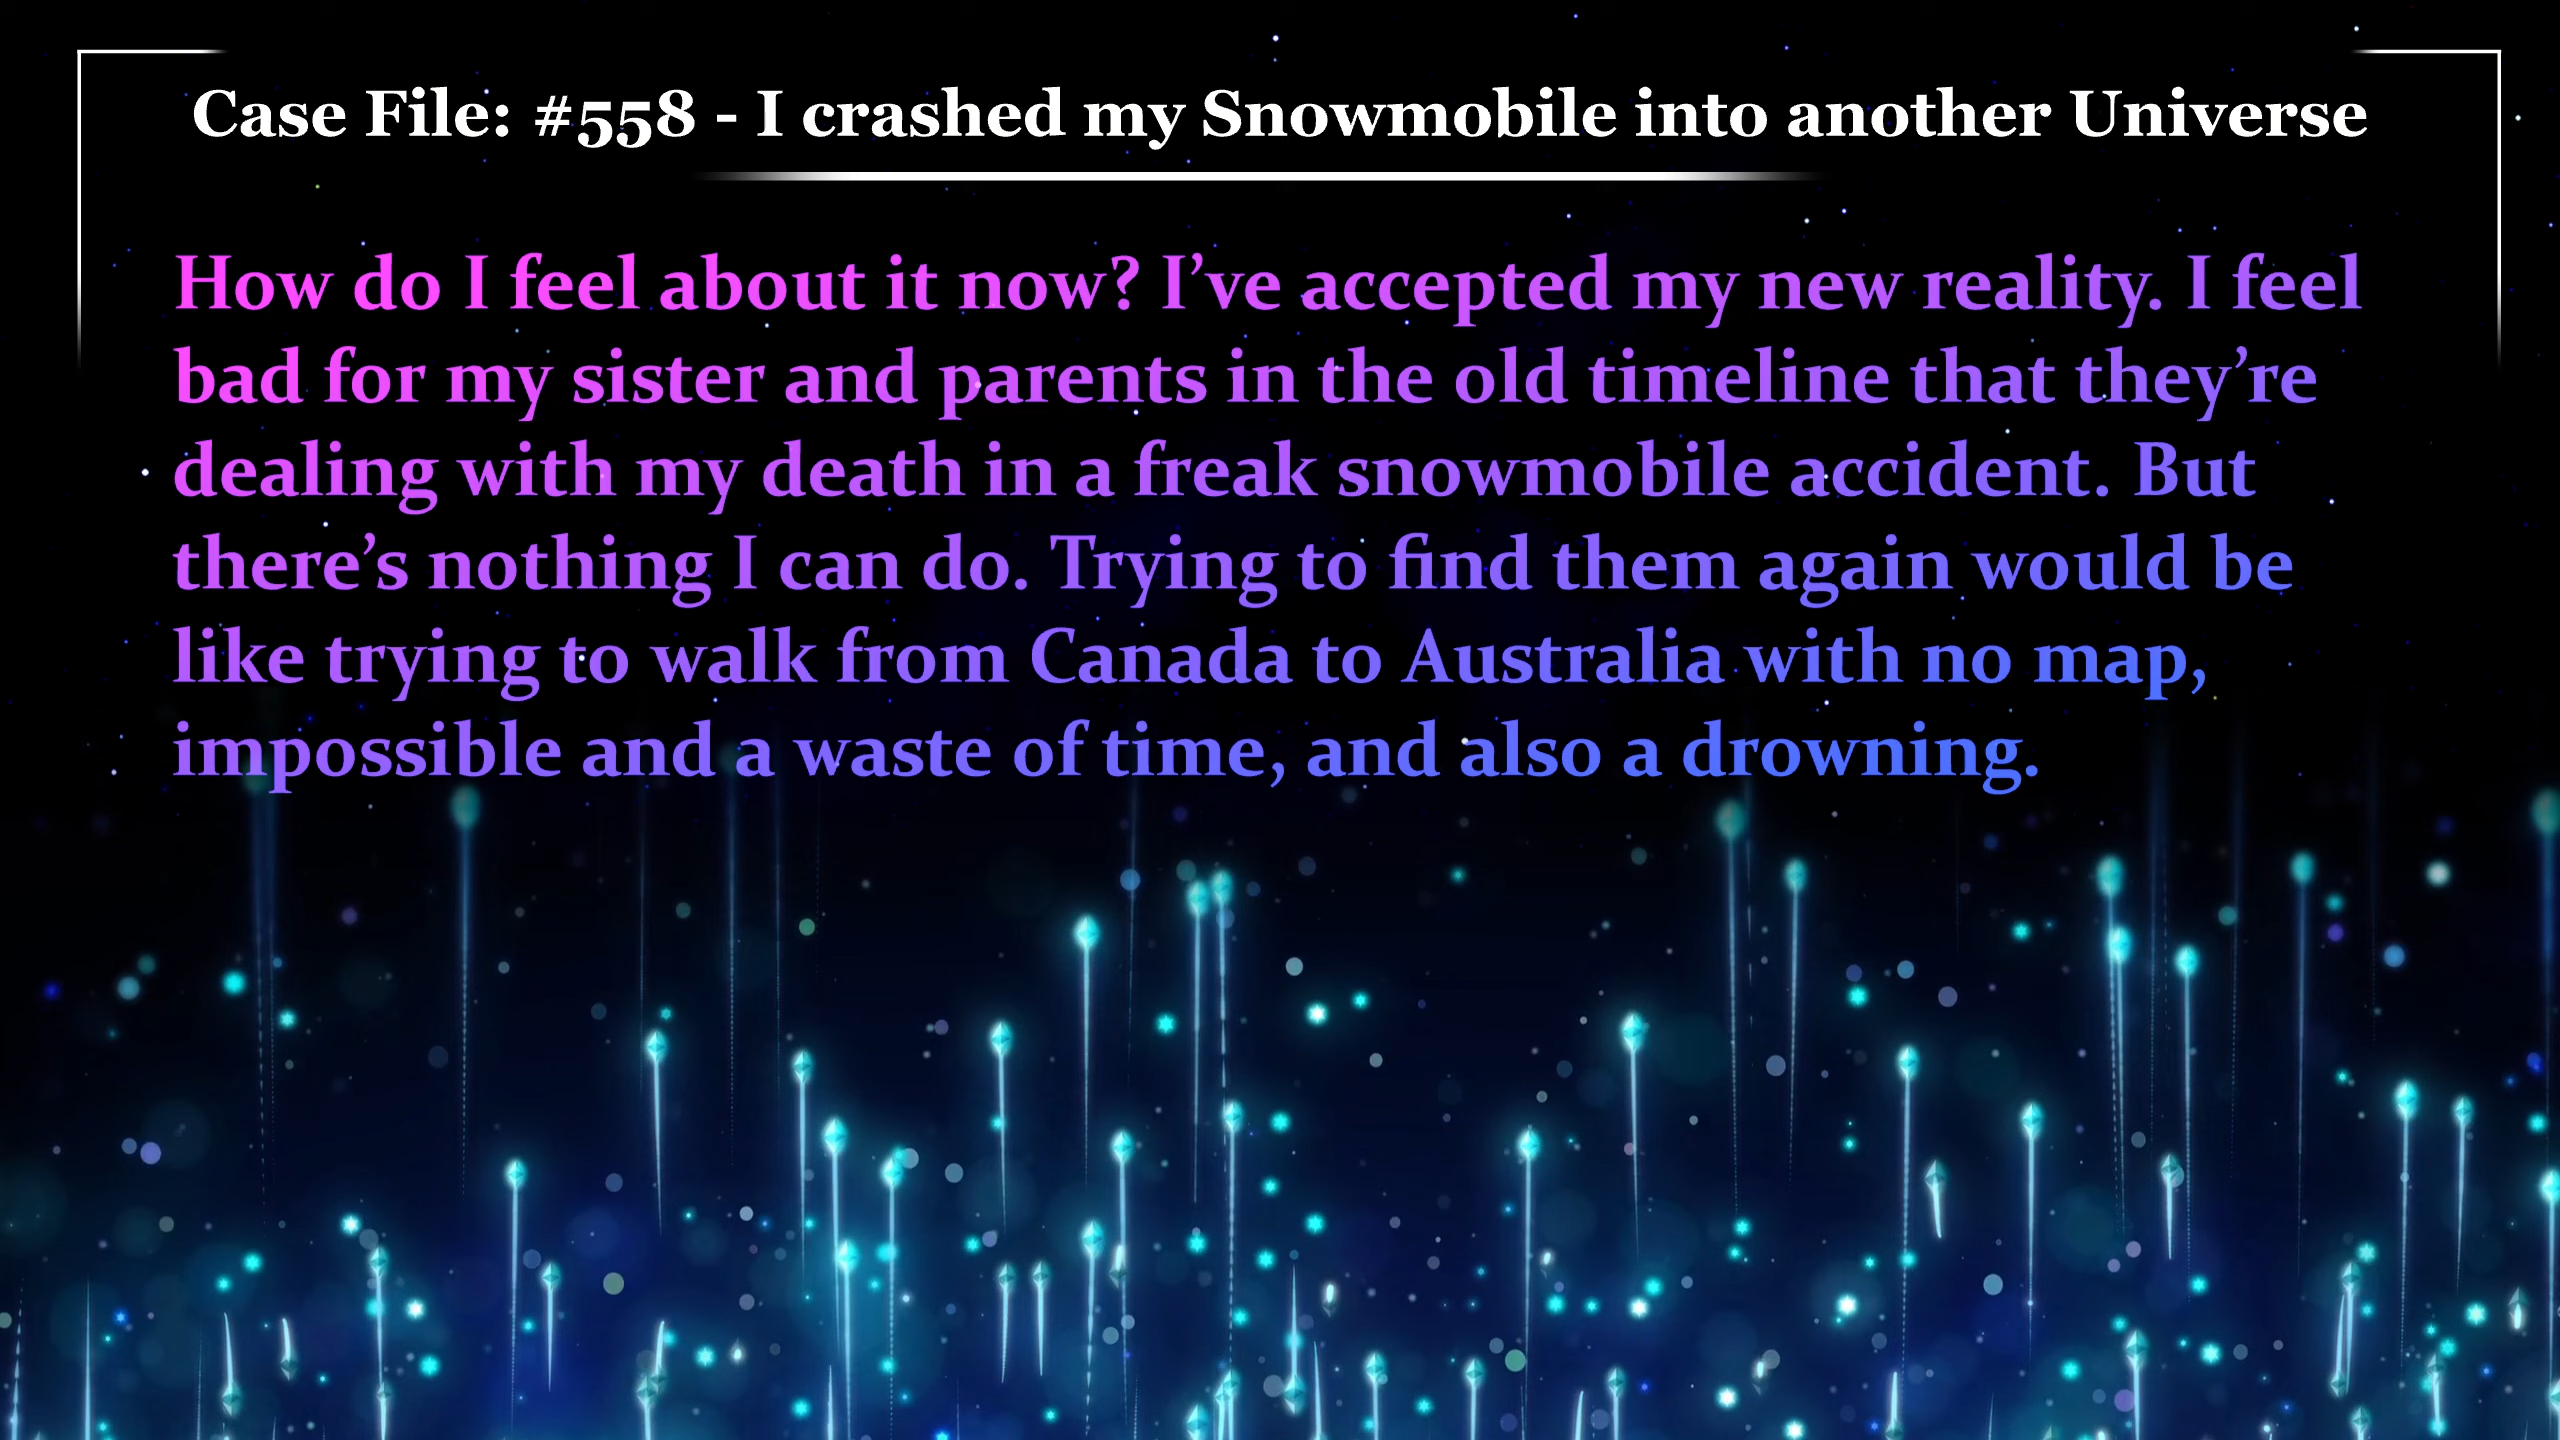 Case File: #558 - I crashed my Snowmobile into another Universe
How do I feel about it now? I’ve accepted my new reality. I feel
bad for my sister and parents in the old timeline that they’re
dealing with my death in a freak snowmobile accident. But
there’s nothing I can do. Trying to find them again would be
like trying to walk from Canada to Australia with no map,
impossible and a waste of time, and also a drowning.